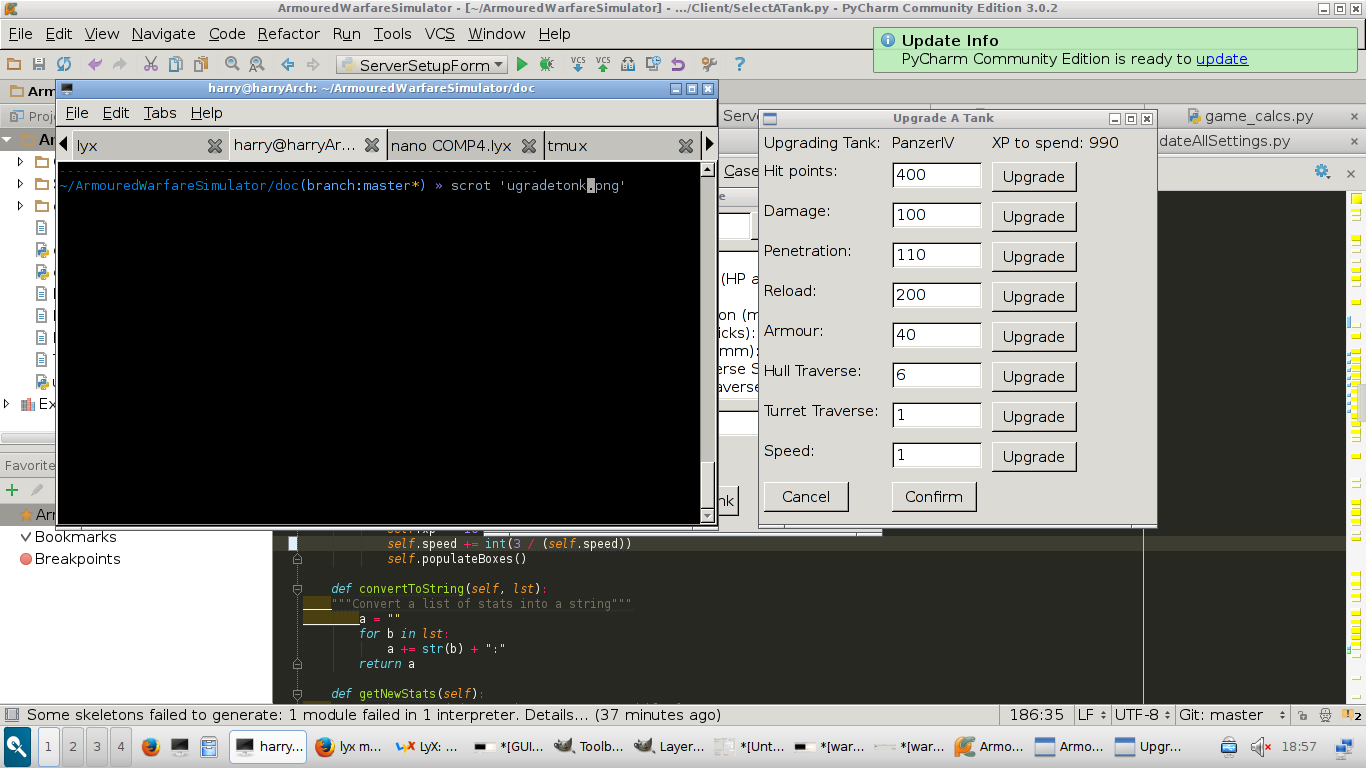 ArmouredWarfareSimulator - [~/ArmouredWarfareSimulator] - .../Client/SelectATank.py - PyCharm Community Edition 3.0.2
File Edit View Navigate Code Refactor Run Tools VCS Window Help
Update Info
PyCharm Community Edition is ready to update
ServerSetupForm
VCS VCS
Arm
harry@harryArch: ~/ArmouredWarfareSimulator/doc
File Edit Tabs Help
lyx harry@harryAr... nano COMP4.lyx tmux
~/ArmouredWarfareSimulator/doc(branch:master*) » scrot 'ugradetonk.png'
Proj
Serve
game_calcs.py
dateAllSettings.py
Case
(HP a
on (m
icks):
mm):
erse S
averse
nk
Upgrade A Tank
Upgrading Tank: PanzerIV XP to spend: 990
Hit points: 400 Upgrade
Damage: 100 Upgrade
Penetration: 110 Upgrade
Reload: 200 Upgrade
Armour: 40 Upgrade
Hull Traverse: 6 Upgrade
Turret Traverse: 1 Upgrade
Speed: 1 Upgrade
Cancel Confirm
Ex
Favorite
Arm
Bookmarks
Breakpoints
self.speed += int(3 / (self.speed))
self.populateBoxes()
def convertToString(self, lst):
"""Convert a list of stats into a string"""
a = ""
for b in lst:
a += str(b) + ":"
return a
def getNewStats(self):
Some skeletons failed to generate: 1 module failed in 1 interpreter. Details... (37 minutes ago) 186:35 LF UTF-8 Git: master
1 2 3 4 harry... lyx m... LyX: ... *[GUI... Toolb... Layer... *[Unt... *[war... *[war... Armo... Armo... Upgr... 18:57